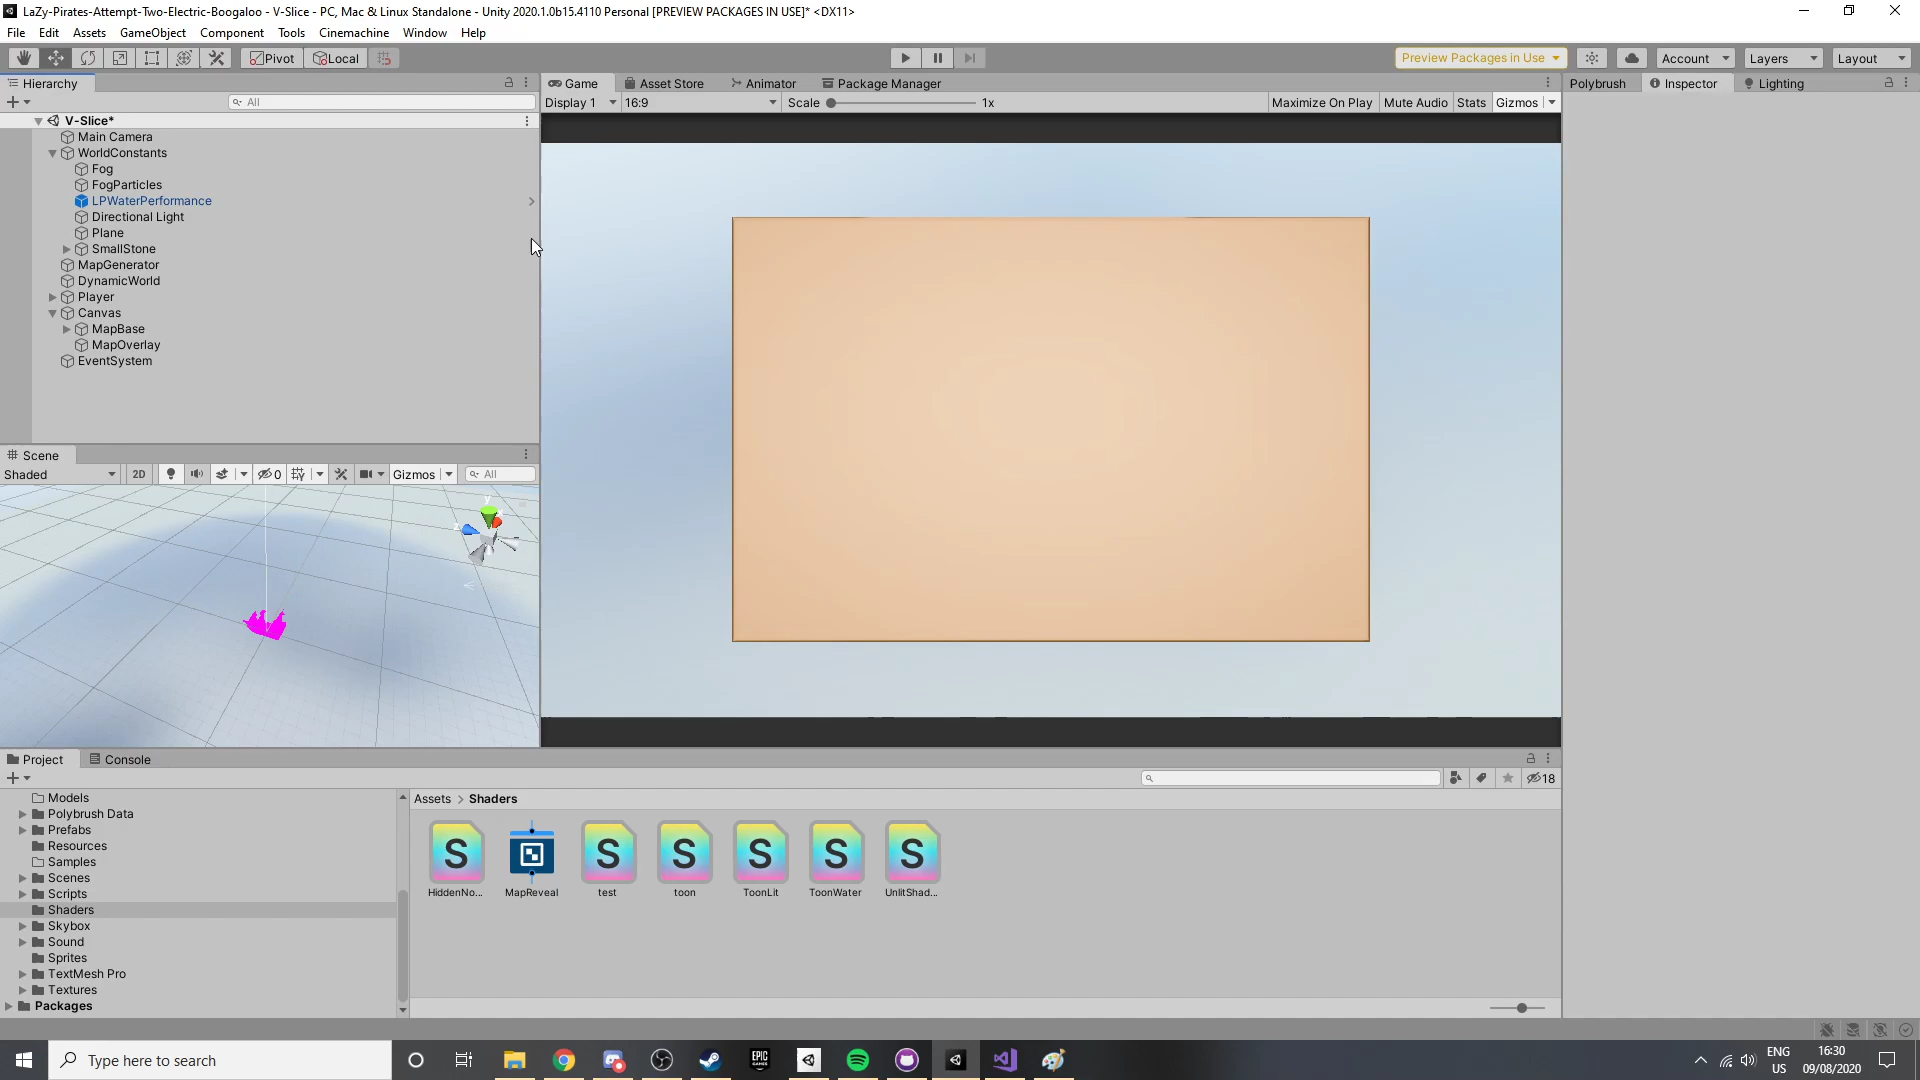 LaZy-Pirates-Attempt-Two-Electric-Boogaloo - V-Slice - PC, Mac & Linux Standalone - Unity 2020.1.0b15.4110 Personal [PREVIEW PACKAGES IN USE]* <DX11>
File Edit Assets GameObject Component Tools Cinemachine Window Help
Pivot Local Preview Packages in Use Account Layers Layout
Hierarchy Game Asset Store Animator Package Manager Polybrush Inspector Lighting
All Display 1 16:9 Scale 1x Maximize On Play Mute Audio Stats Gizmos
V-Slice*
Main Camera
WorldConstants
Fog
FogParticles
LPWaterPerformance
Directional Light
Plane
SmallStone
MapGenerator
DynamicWorld
Player
Canvas
MapBase
MapOverlay
EventSystem
Scene
Shaded 2D 0 Gizmos All
y
z
Project Console
18
Models
Polybrush Data
Prefabs
Resources
Samples
Scenes
Scripts
Shaders
Skybox
Sound
Sprites
TextMesh Pro
Textures
Packages
Assets > Shaders
S S S S S S
HiddenNo... MapReveal test toon ToonLit ToonWater UnlitShad...
Type here to search
EPIC GAMES
ENG
US
16:30
09/08/2020